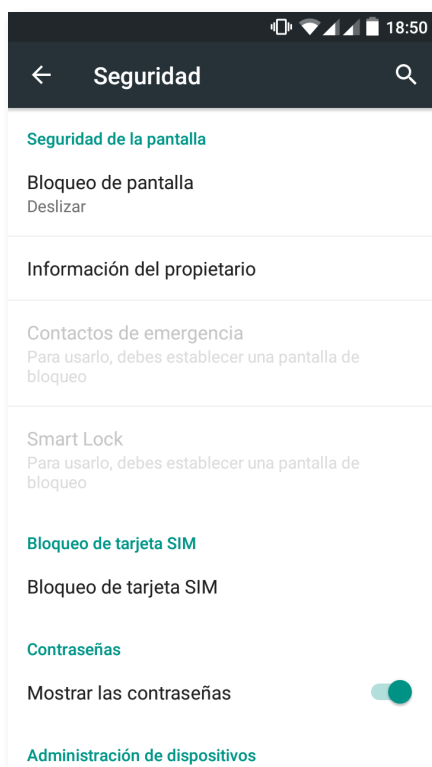 18:50
Seguridad
Seguridad de la pantalla
Bloqueo de pantalla
Deslizar
Información del propietario
Contactos de emergencia
Para usarlo, debes establecer una pantalla de
bloqueo
Smart Lock
Para usarlo, debes establecer una pantalla de
bloqueo
Bloqueo de tarjeta SIM
Bloqueo de tarjeta SIM
Contraseñas
Mostrar las contraseñas
Administración de dispositivos